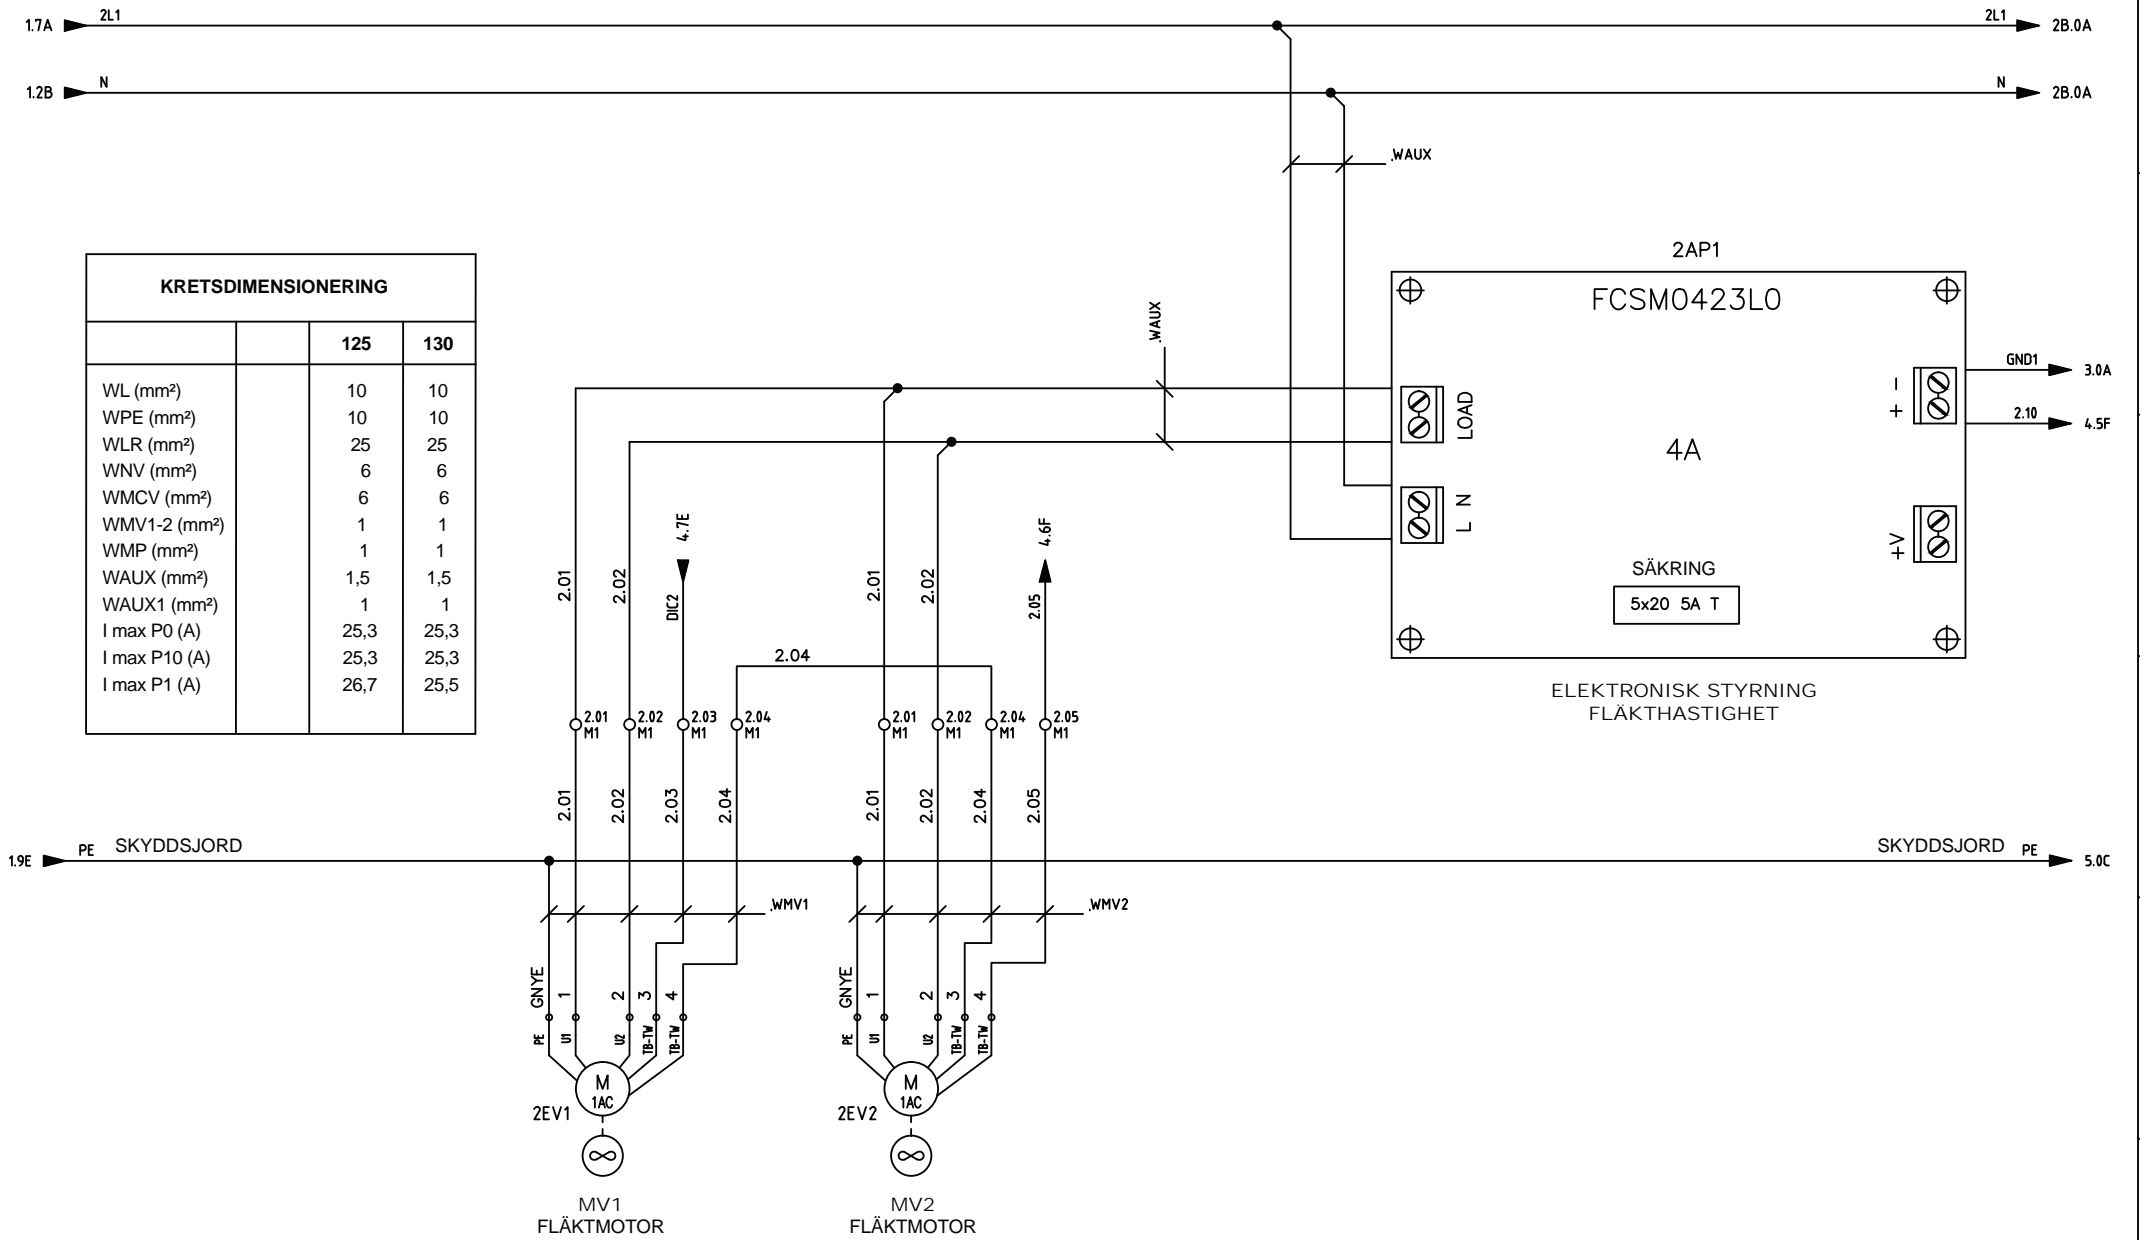 1.7A 2L1 2L1 2B.0A
1.2B N N 2B.0A
.WAUX
KRETSDIMENSIONERING
125 130
WL (mm²) 10 10
WPE (mm²) 10 10
WLR (mm²) 25 25
WNV (mm²) 6 6
WMCV (mm²) 6 6
WMV1-2 (mm²) 1 1
WMP (mm²) 1 1
WAUX (mm²) 1,5 1,5
WAUX1 (mm²) 1 1
I max P0 (A) 25,3 25,3
I max P10 (A) 25,3 25,3
I max P1 (A) 26,7 25,5
.WAUX
2AP1
FCSM0423L0
4A
LOAD
L N
+ −
+V
SÄKRING
5x20 5A T
GND1 3.0A
2.10 4.5F
ELEKTRONISK STYRNING
FLÄKTHASTIGHET
4.7E
DIC2
4.6F
2.05
2.01 2.02 2.01 2.02
2.04
2.01 2.02 2.03 2.04 2.01 2.02 2.04 2.05
M1 M1 M1 M1 M1 M1 M1 M1
2.01 2.02 2.03 2.04 2.01 2.02 2.04 2.05
1.9E PE SKYDDSJORD SKYDDSJORD PE 5.0C
.WMV1 .WMV2
GNYE 1 2 3 4 GNYE 1 2 3 4
PE U1 U2 TB-TW TB-TW PE U1 U2 TB-TW TB-TW
M M
1AC 1AC
2EV1 2EV2
MV1 MV2
FLÄKTMOTOR FLÄKTMOTOR